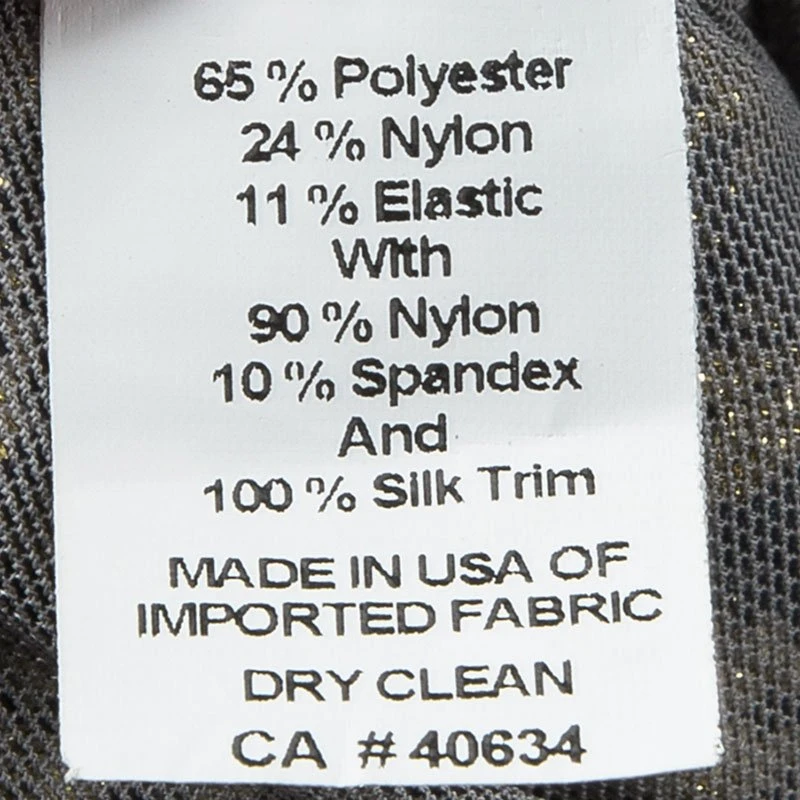 65 % Polyester
24 % Nylon
11 % Elastic
With
90 % Nylon
10 % Spandex
And
100 % Silk Trim
MADE IN USA OF
IMPORTED FABRIC
DRY CLEAN
CA # 40634